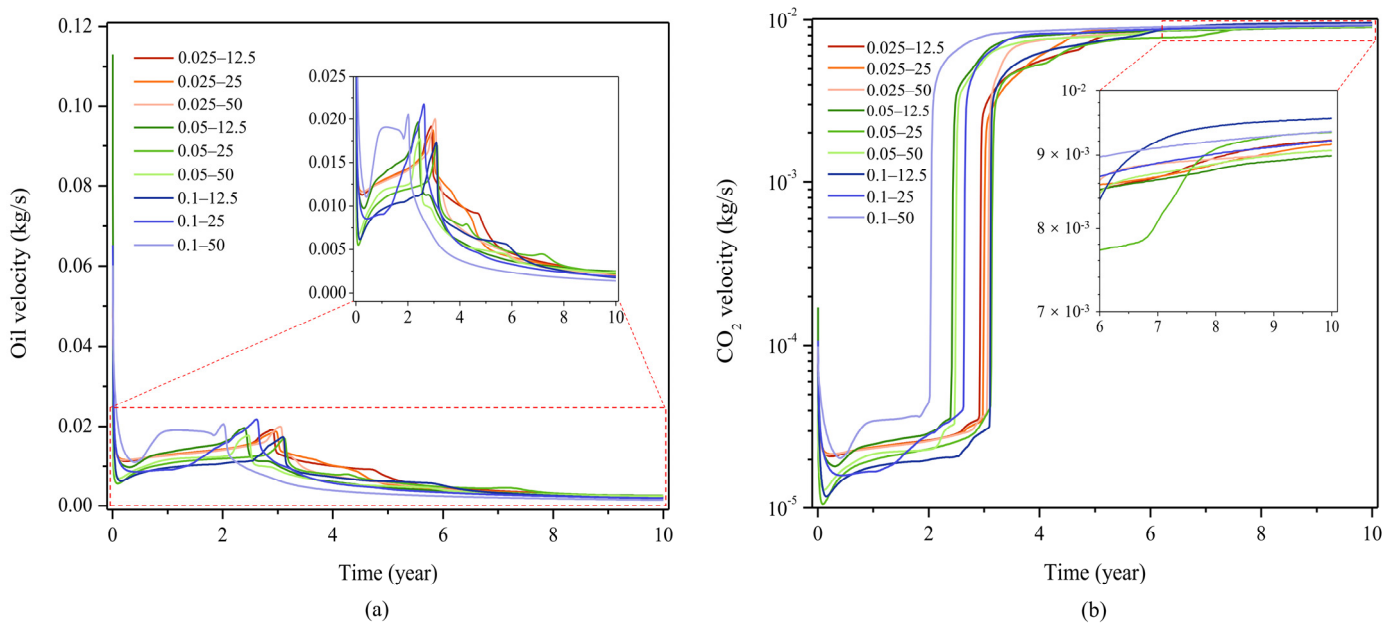 0.12
0.10
0.08
0.06
0.04
0.02
0.00
Oil velocity (kg/s)
0.025–12.5
0.025–25
0.025–50
0.05–12.5
0.05–25
0.05–50
0.1–12.5
0.1–25
0.1–50
0.025
0.020
0.015
0.010
0.005
0.000
0 2 4 6 8 10
0 2 4 6 8 10
Time (year)
(a)
10⁻²
10⁻³
10⁻⁴
10⁻⁵
CO₂ velocity (kg/s)
0.025–12.5
0.025–25
0.025–50
0.05–12.5
0.05–25
0.05–50
0.1–12.5
0.1–25
0.1–50
10⁻²
9 × 10⁻³
8 × 10⁻³
7 × 10⁻³
6 7 8 9 10
0 2 4 6 8 10
Time (year)
(b)